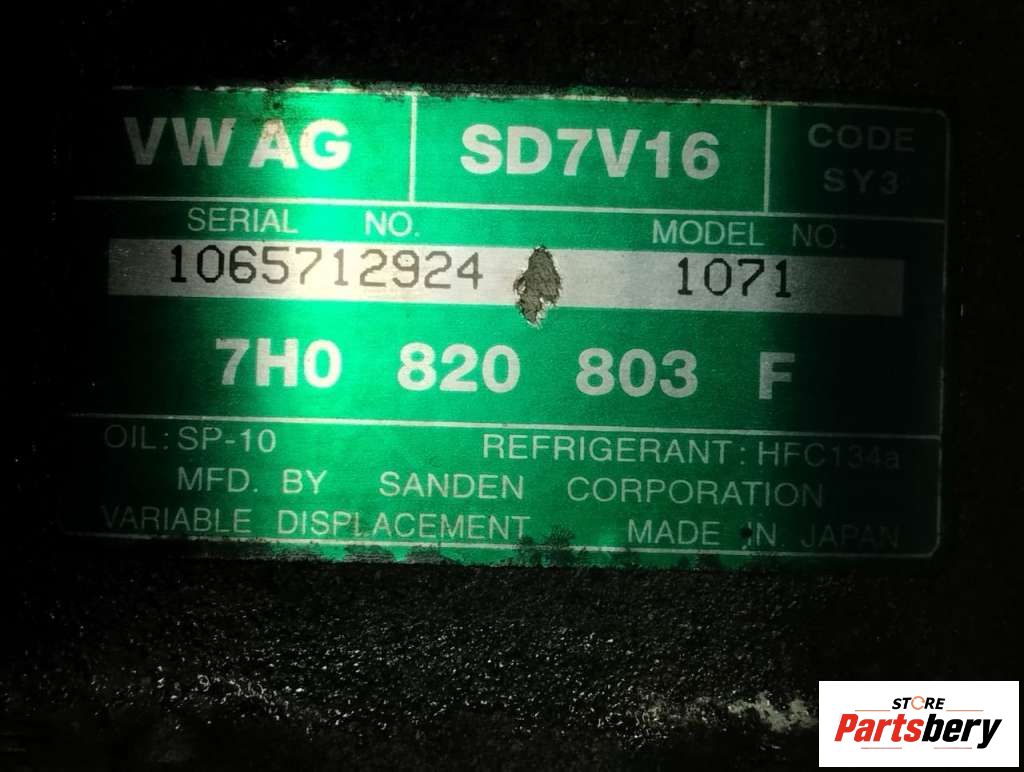 VW AG SD7V16 CODE SY3
SERIAL NO. MODEL NO.
1065712924 1071
7H0 820 803 F
OIL: SP-10 REFRIGERANT: HFC134a
MFD. BY SANDEN CORPORATION
VARIABLE DISPLACEMENT MADE IN JAPAN
STORE
Partsbery